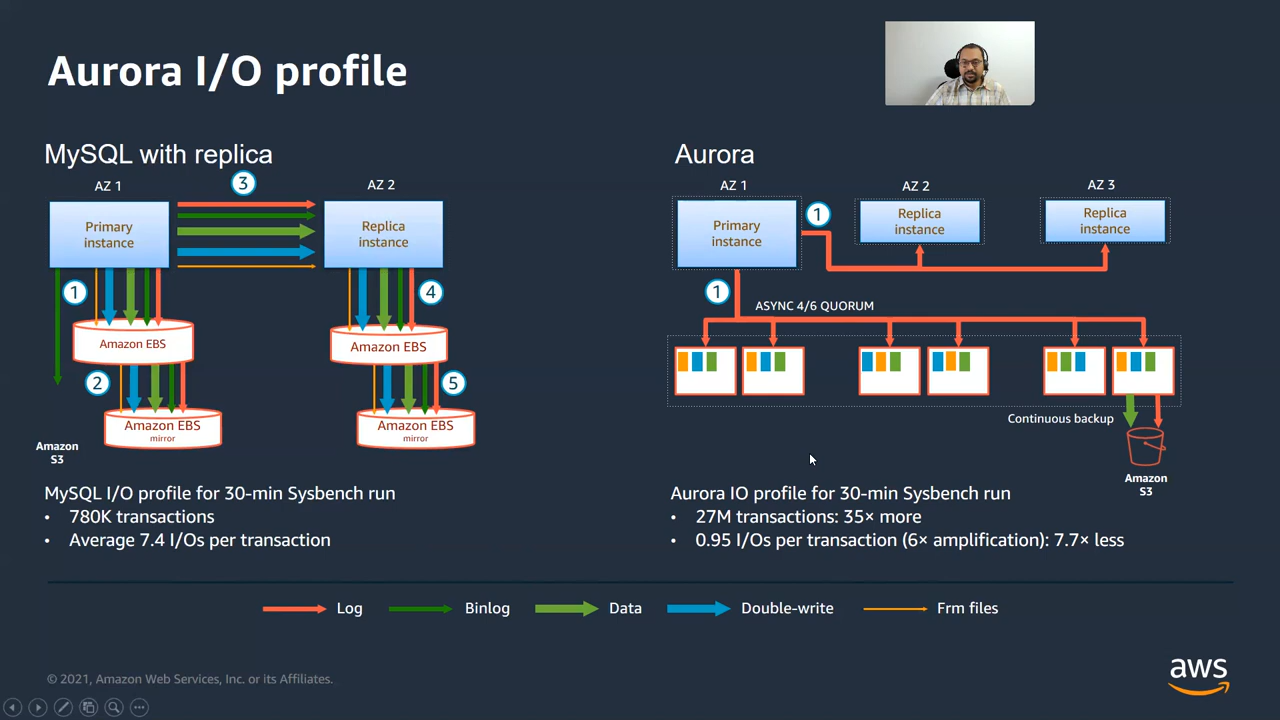 Aurora I/O profile
MySQL with replica
AZ 1
AZ 2
3
Primary
instance
Replica
instance
1
4
Amazon EBS
Amazon EBS
2
5
Amazon EBS
mirror
Amazon EBS
mirror
Amazon
S3
MySQL I/O profile for 30-min Sysbench run
• 780K transactions
• Average 7.4 I/Os per transaction
Aurora
AZ 1
AZ 2
AZ 3
Primary
instance
1
Replica
instance
Replica
instance
1
ASYNC 4/6 QUORUM
Continuous backup
Amazon
S3
Aurora IO profile for 30-min Sysbench run
• 27M transactions: 35× more
• 0.95 I/Os per transaction (6× amplification): 7.7× less
Log
Binlog
Data
Double-write
Frm files
© 2021, Amazon Web Services, Inc. or its Affiliates.
aws